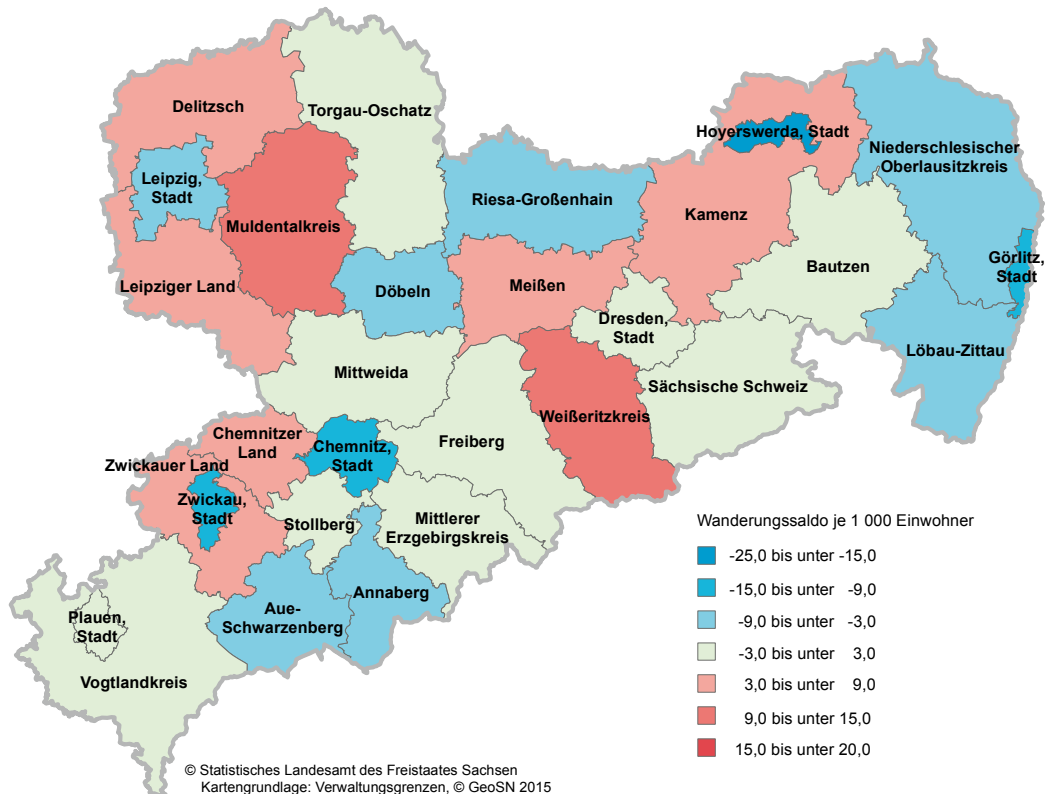 Delitzsch
Torgau-Oschatz
Hoyerswerda, Stadt
Niederschlesischer
Oberlausitzkreis
Leipzig,
Stadt
Riesa-Großenhain
Muldentalkreis
Kamenz
Bautzen
Görlitz,
Stadt
Leipziger Land
Döbeln
Meißen
Dresden,
Stadt
Löbau-Zittau
Mittweida
Sächsische Schweiz
Weißeritzkreis
Chemnitzer
Land
Chemnitz,
Stadt
Freiberg
Zwickauer Land
Zwickau,
Stadt
Stollberg
Mittlerer
Erzgebirgskreis
Annaberg
Aue-
Schwarzenberg
Plauen,
Stadt
Vogtlandkreis
Wanderungssaldo je 1 000 Einwohner
-25,0 bis unter -15,0
-15,0 bis unter -9,0
-9,0 bis unter -3,0
-3,0 bis unter 3,0
3,0 bis unter 9,0
9,0 bis unter 15,0
15,0 bis unter 20,0
© Statistisches Landesamt des Freistaates Sachsen
Kartengrundlage: Verwaltungsgrenzen, © GeoSN 2015